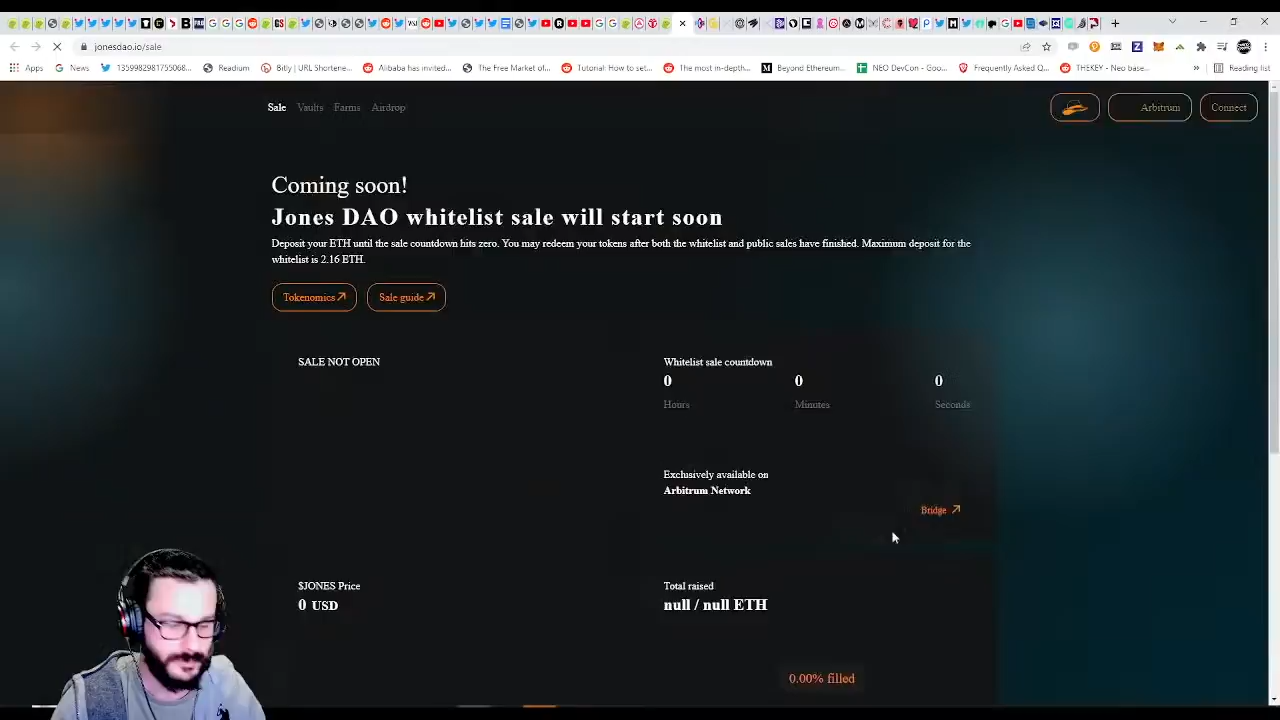 jonesdao.io/sale
Apps
News
1359982981755068...
Readium
Bitly | URL Shortene...
Alibaba has invited...
The Free Market of...
Tutorial: How to set...
The most in-depth...
Beyond Ethereum...
NEO DevCon - Goo...
Frequently Asked Q...
THEKEY - Neo base...
»
Reading list
Sale
Vaults
Farms
Airdrop
Arbitrum
Connect
Coming soon!
Jones DAO whitelist sale will start soon
Deposit your ETH until the sale countdown hits zero. You may redeem your tokens after both the whitelist and public sales have finished. Maximum deposit for the
whitelist is 2.16 ETH.
Tokenomics
Sale guide
SALE NOT OPEN
Whitelist sale countdown
0 0 0
Hours Minutes Seconds
Exclusively available on
Arbitrum Network
Bridge
$JONES Price
0 USD
Total raised
null / null ETH
0.00% filled